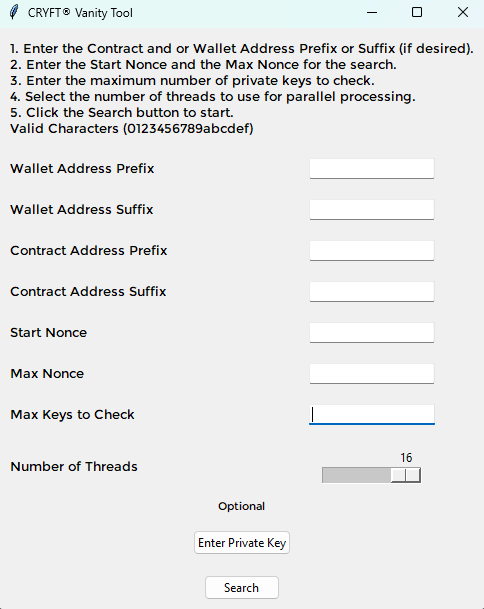 CRYFT® Vanity Tool
1. Enter the Contract and or Wallet Address Prefix or Suffix (if desired).
2. Enter the Start Nonce and the Max Nonce for the search.
3. Enter the maximum number of private keys to check.
4. Select the number of threads to use for parallel processing.
5. Click the Search button to start.
Valid Characters (0123456789abcdef)
Wallet Address Prefix
Wallet Address Suffix
Contract Address Prefix
Contract Address Suffix
Start Nonce
Max Nonce
Max Keys to Check
16
Number of Threads
Optional
Enter Private Key
Search